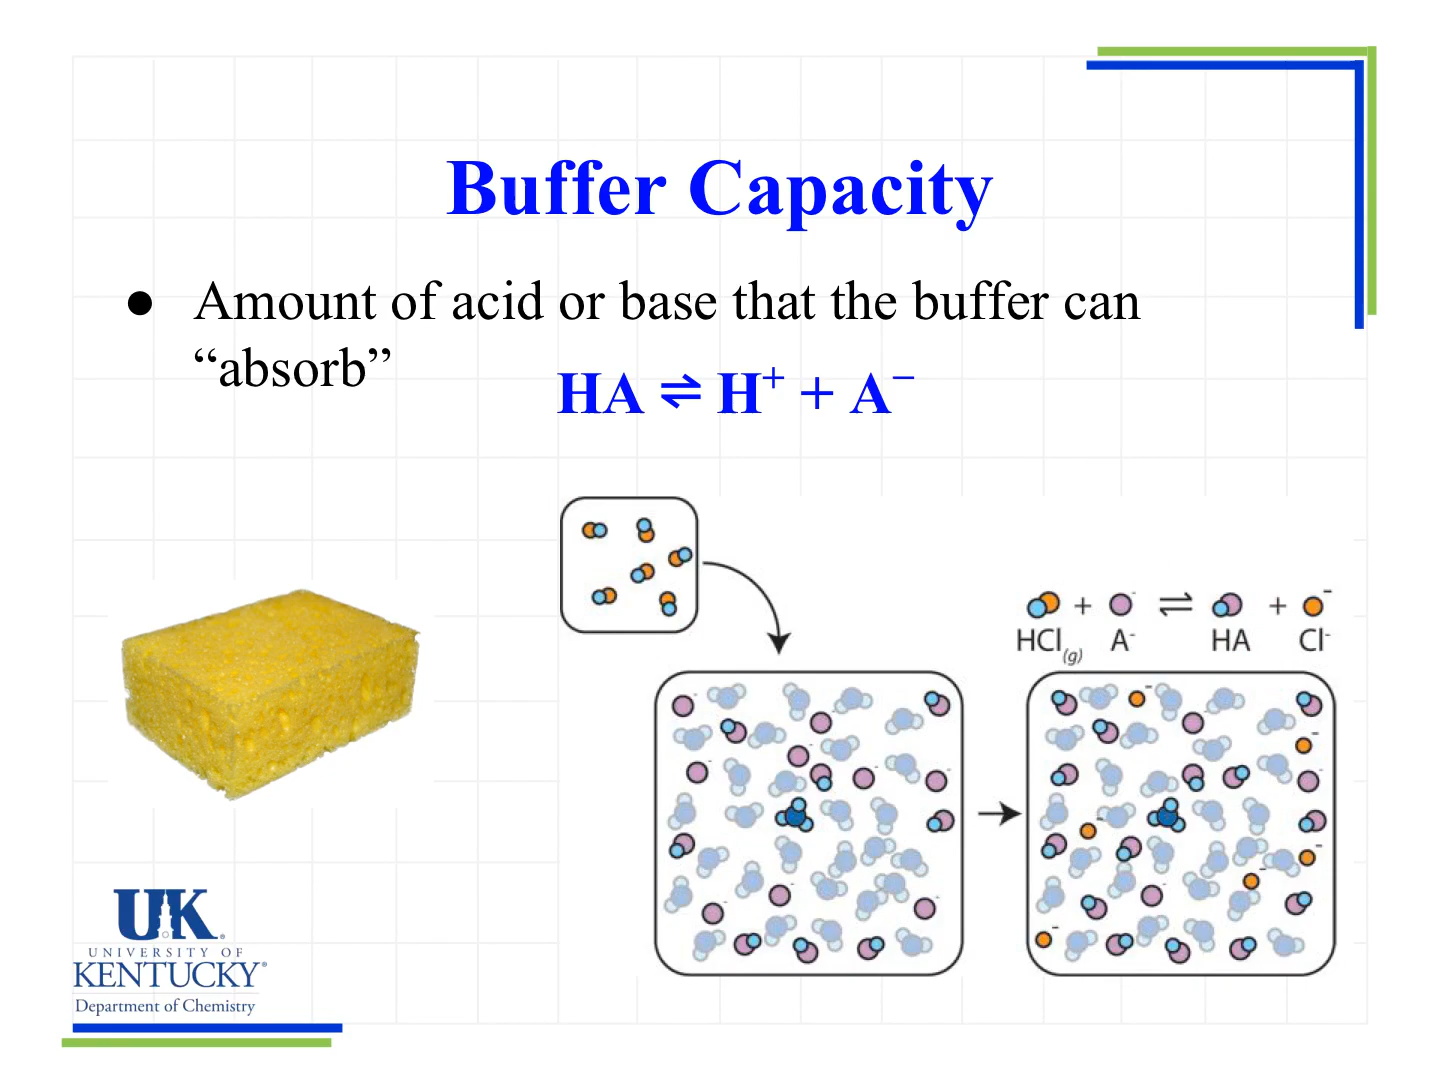 Buffer Capacity
● Amount of acid or base that the buffer can
“absorb”
HA ⇌ H⁺ + A⁻
+ ⇌ +
HCl(g) A⁻ HA Cl⁻
UK
UNIVERSITY OF
KENTUCKY®
Department of Chemistry